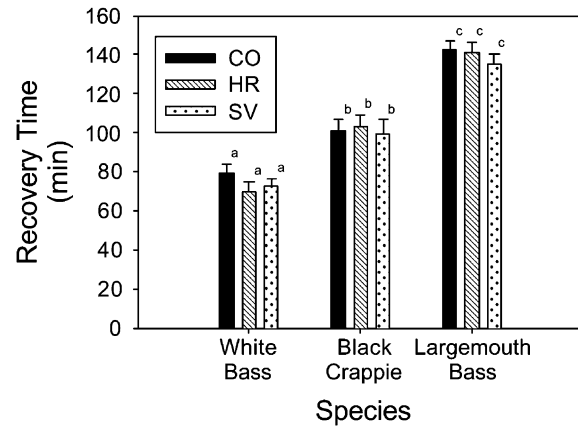 160
140
120
100
80
60
40
20
0
Recovery Time
(min)
CO
HR
SV
a a a
b b b
c c c
White
Bass
Black
Crappie
Largemouth
Bass
Species